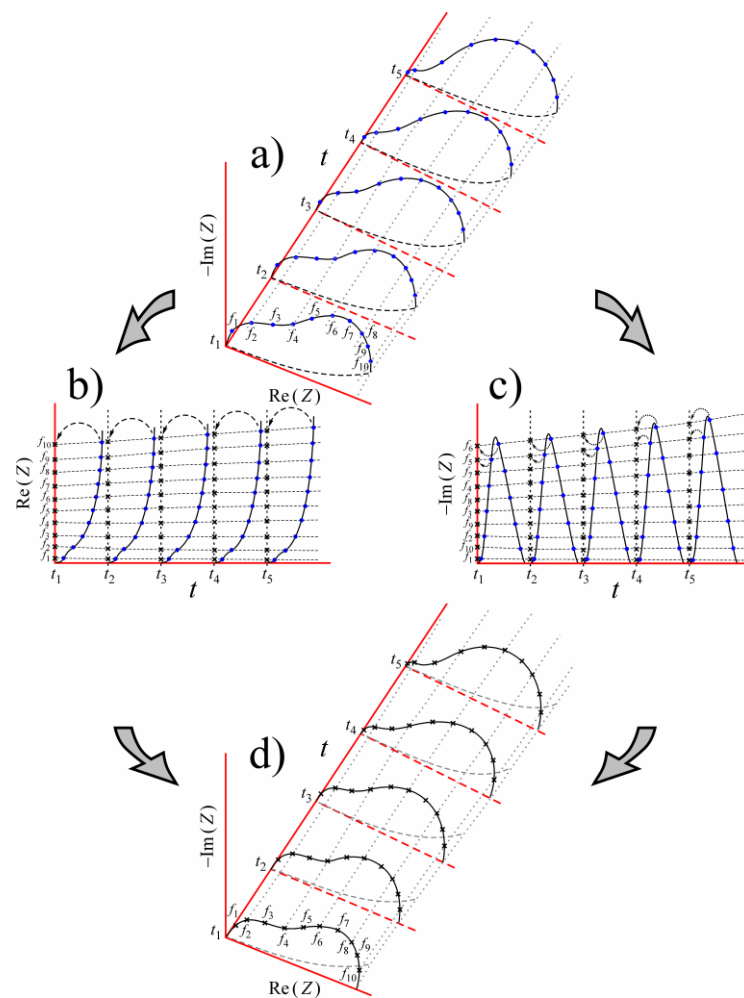 a)
t
−Im(Z)
Re(Z)
t₅
t₄
t₃
t₂
t₁
f₁
f₂
f₃
f₄
f₅
f₆
f₇
f₈
f₉
f₁₀
b)
Re(Z)
f₁₀
f₉
f₈
f₇
f₆
f₅
f₄
f₃
f₂
f₁
t₁ t₂ t₃ t₄ t₅
t
c)
−Im(Z)
f₆
f₈
f₃
f₂
f₁₀
f₁
t₁ t₂ t₃ t₄ t₅
t
d)
t
−Im(Z)
Re(Z)
t₅
t₄
t₃
t₂
t₁
f₁
f₂
f₃
f₄
f₅
f₆
f₇
f₈
f₉
f₁₀